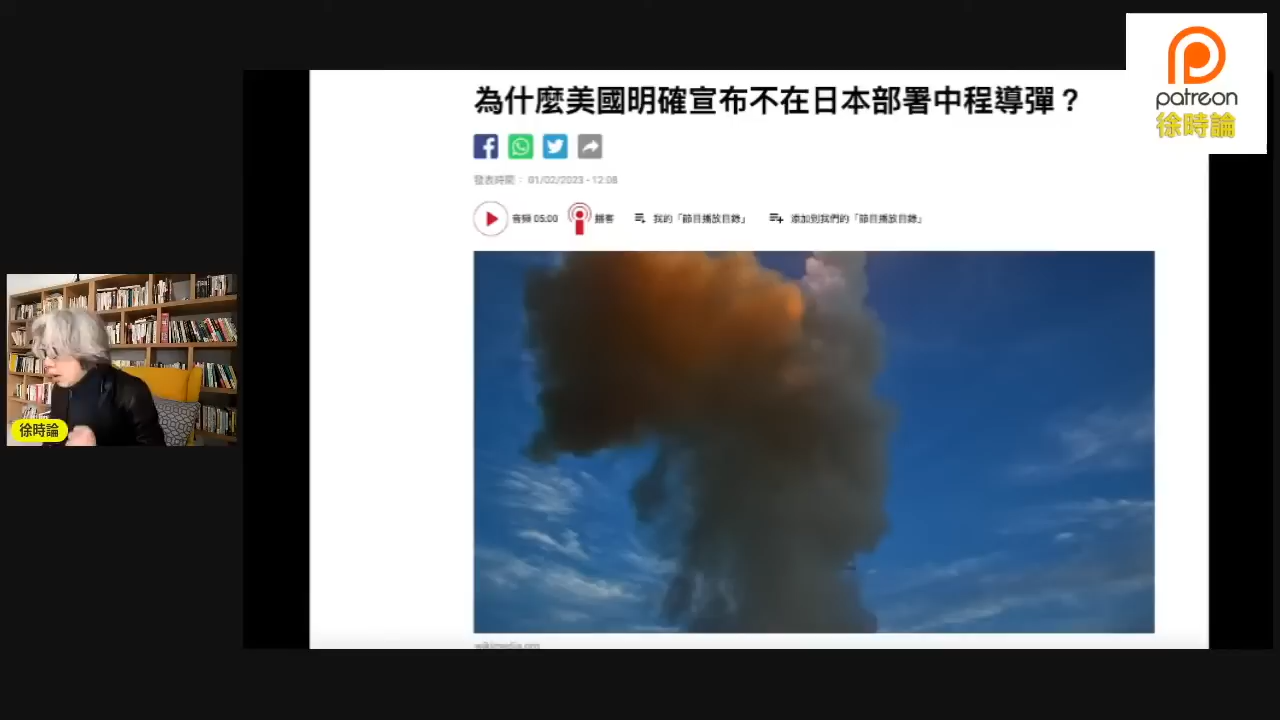 為什麼美國明確宣布不在日本部署中程導彈？
patreon
徐時論
發表時間： 01/02/2023 - 12:08
音頻 05:00
播客
我的「節目播放目錄」
添加到我們的「節目播放目錄」
徐時論
wikimedia.org